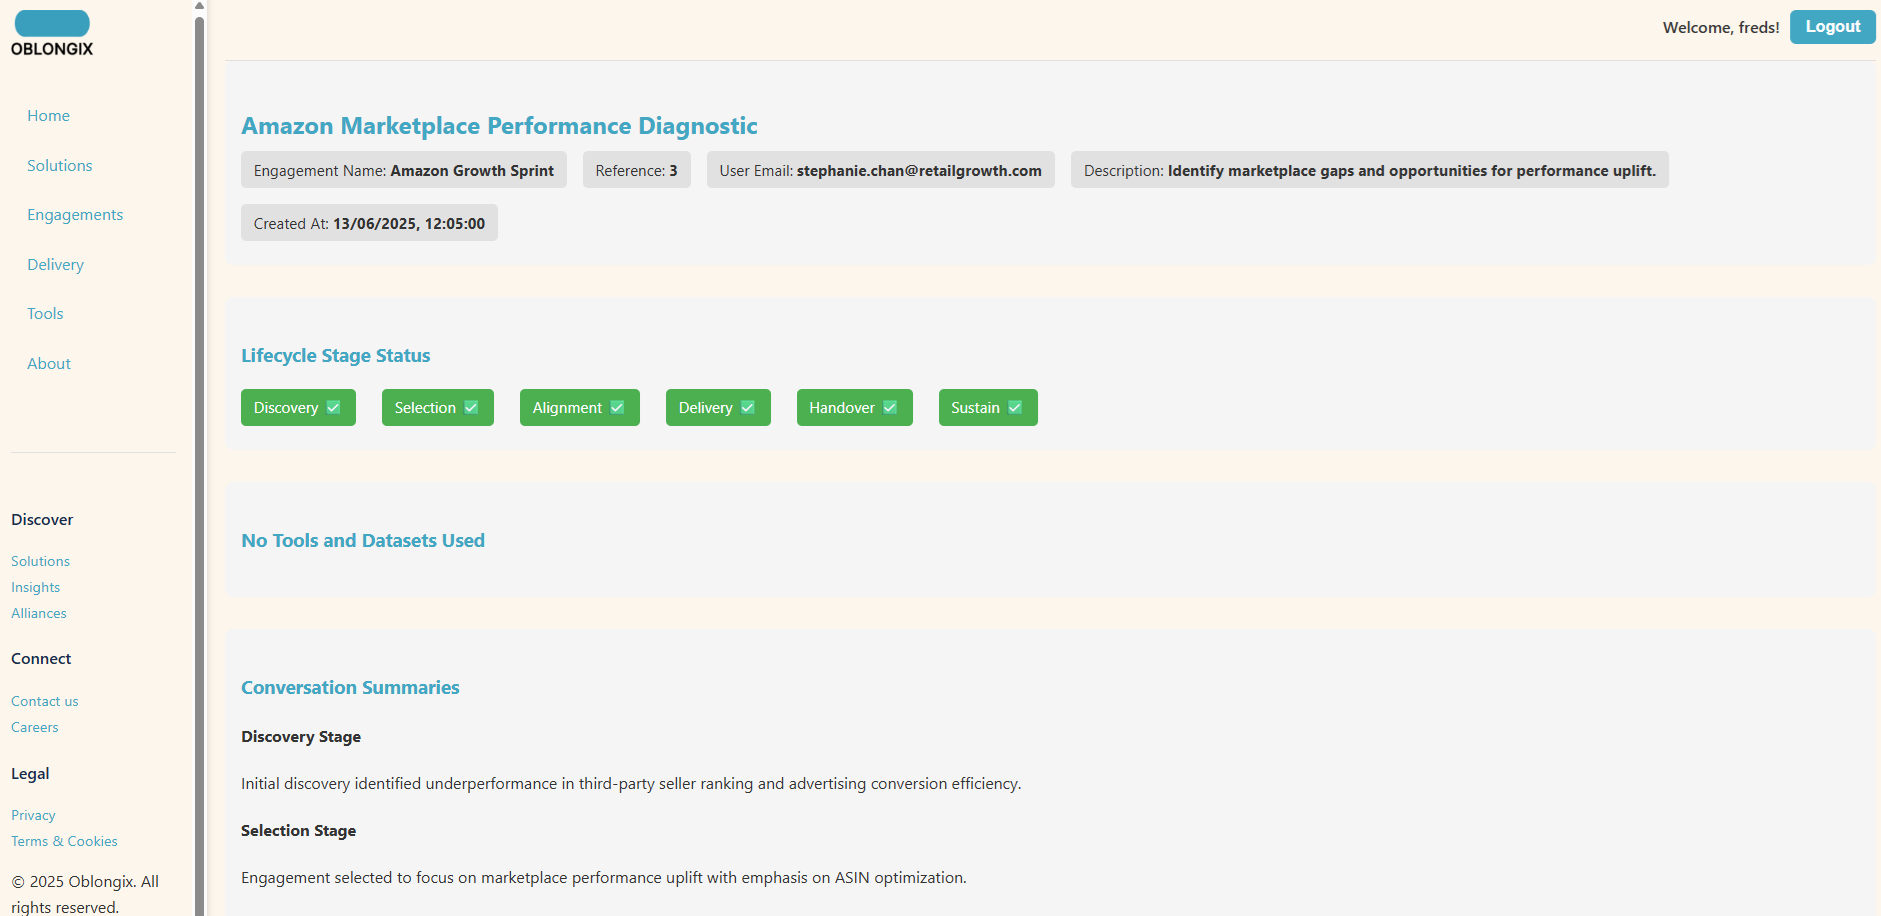 OBLONGIX
Home
Solutions
Engagements
Delivery
Tools
About
Discover
Solutions
Insights
Alliances
Connect
Contact us
Careers
Legal
Privacy
Terms & Cookies
© 2025 Oblongix. All
rights reserved.
Welcome, freds!
Logout
Amazon Marketplace Performance Diagnostic
Engagement Name: Amazon Growth Sprint
Reference: 3
User Email: stephanie.chan@retailgrowth.com
Description: Identify marketplace gaps and opportunities for performance uplift.
Created At: 13/06/2025, 12:05:00
Lifecycle Stage Status
Discovery ✅
Selection ✅
Alignment ✅
Delivery ✅
Handover ✅
Sustain ✅
No Tools and Datasets Used
Conversation Summaries
Discovery Stage
Initial discovery identified underperformance in third-party seller ranking and advertising conversion efficiency.
Selection Stage
Engagement selected to focus on marketplace performance uplift with emphasis on ASIN optimization.